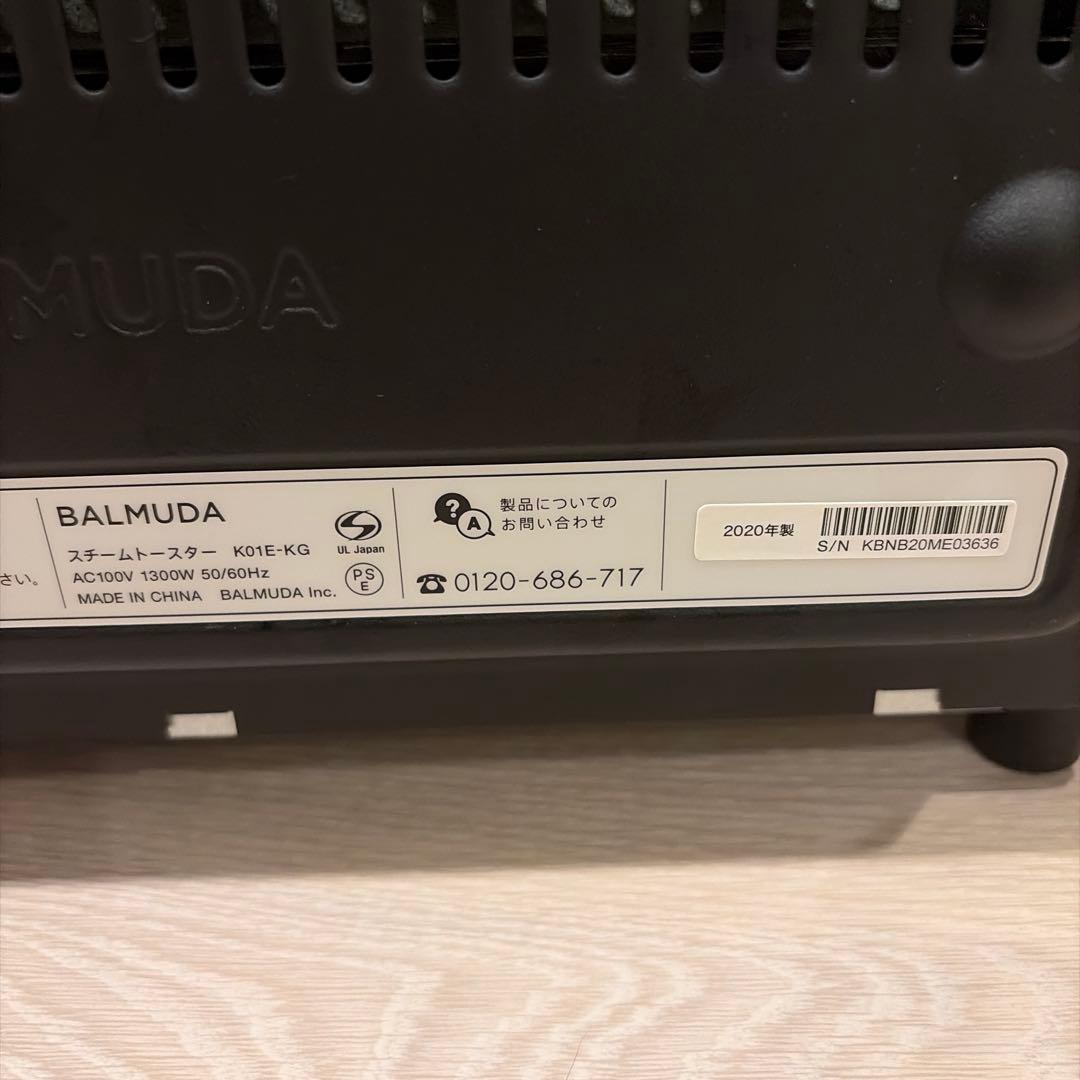 MUDA
さい。
BALMUDA
スチームトースター K01E-KG
AC100V 1300W 50/60Hz
MADE IN CHINA BALMUDA Inc.
UL Japan
PS
E
? A
製品についての
お問い合わせ
0120-686-717
2020年製
S/N KBNB20ME03636